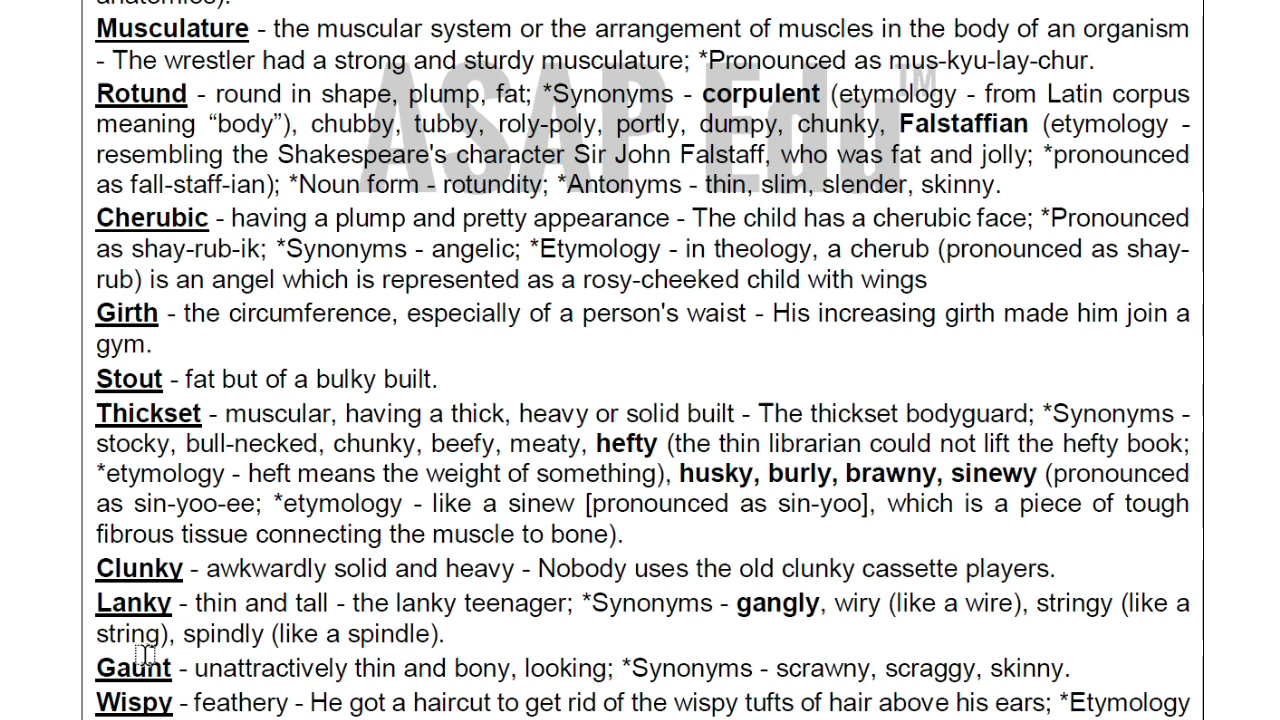 anatomies).
Musculature - the muscular system or the arrangement of muscles in the body of an organism
- The wrestler had a strong and sturdy musculature; *Pronounced as mus-kyu-lay-chur.
Rotund - round in shape, plump, fat; *Synonyms - corpulent (etymology - from Latin corpus
meaning “body”), chubby, tubby, roly-poly, portly, dumpy, chunky, Falstaffian (etymology -
resembling the Shakespeare's character Sir John Falstaff, who was fat and jolly; *pronounced
as fall-staff-ian); *Noun form - rotundity; *Antonyms - thin, slim, slender, skinny.
ASAP Edu™
Cherubic - having a plump and pretty appearance - The child has a cherubic face; *Pronounced
as shay-rub-ik; *Synonyms - angelic; *Etymology - in theology, a cherub (pronounced as shay-
rub) is an angel which is represented as a rosy-cheeked child with wings
Girth - the circumference, especially of a person's waist - His increasing girth made him join a
gym.
Stout - fat but of a bulky built.
Thickset - muscular, having a thick, heavy or solid built - The thickset bodyguard; *Synonyms -
stocky, bull-necked, chunky, beefy, meaty, hefty (the thin librarian could not lift the hefty book;
*etymology - heft means the weight of something), husky, burly, brawny, sinewy (pronounced
as sin-yoo-ee; *etymology - like a sinew [pronounced as sin-yoo], which is a piece of tough
fibrous tissue connecting the muscle to bone).
Clunky - awkwardly solid and heavy - Nobody uses the old clunky cassette players.
Lanky - thin and tall - the lanky teenager; *Synonyms - gangly, wiry (like a wire), stringy (like a
string), spindly (like a spindle).
Gaunt - unattractively thin and bony, looking; *Synonyms - scrawny, scraggy, skinny.
Wispy - feathery - He got a haircut to get rid of the wispy tufts of hair above his ears; *Etymology